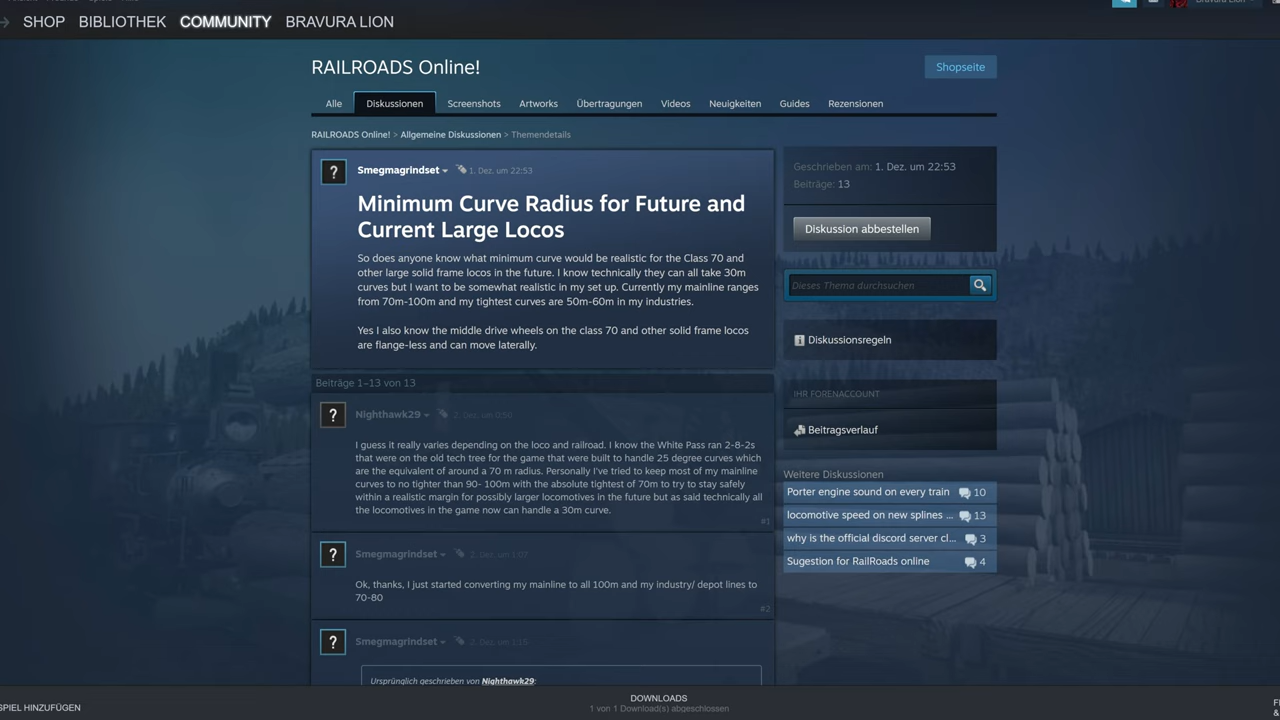 SHOP BIBLIOTHEK COMMUNITY BRAVURA LION
RAILROADS Online!
Shopseite
Alle Diskussionen Screenshots Artworks Übertragungen Videos Neuigkeiten Guides Rezensionen
RAILROADS Online! > Allgemeine Diskussionen > Themendetails
Smegmagrindset 1. Dez. um 22:53
Minimum Curve Radius for Future and
Current Large Locos
So does anyone know what minimum curve would be realistic for the Class 70 and
other large solid frame locos in the future. I know technically they can all take 30m
curves but I want to be somewhat realistic in my set up. Currently my mainline ranges
from 70m-100m and my tightest curves are 50m-60m in my industries.
Yes I also know the middle drive wheels on the class 70 and other solid frame locos
are flange-less and can move laterally.
Beiträge 1–13 von 13
Nighthawk29 2. Dez. um 0:50
I guess it really varies depending on the loco and railroad. I know the White Pass ran 2-8-2s
that were on the old tech tree for the game that were built to handle 25 degree curves which
are the equivalent of around a 70 m radius. Personally I've tried to keep most of my mainline
curves to no tighter than 90- 100m with the absolute tightest of 70m to try to stay safely
within a realistic margin for possibly larger locomotives in the future but as said technically all
the locomotives in the game now can handle a 30m curve.
#1
Smegmagrindset 2. Dez. um 1:07
Ok, thanks, I just started converting my mainline to all 100m and my industry/ depot lines to
70-80
#2
Smegmagrindset 2. Dez. um 1:15
Ursprünglich geschrieben von Nighthawk29:
Geschrieben am: 1. Dez. um 22:53
Beiträge: 13
Diskussion abbestellen
Dieses Thema durchsuchen
Diskussionsregeln
IHR FORENACCOUNT
Beitragsverlauf
Weitere Diskussionen
Porter engine sound on every train 10
locomotive speed on new splines ... 13
why is the official discord server cl... 3
Sugestion for RailRoads online 4
SPIEL HINZUFÜGEN
DOWNLOADS
1 von 1 Download(s) abgeschlossen